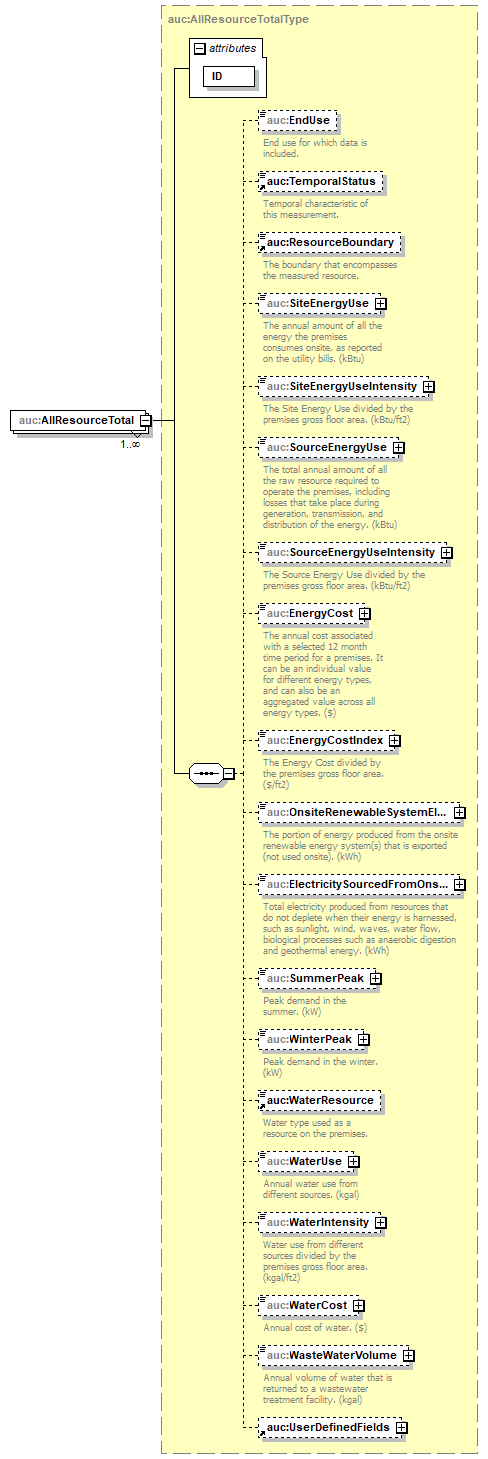 auc:AllResourceTotalType
attributes
ID
auc:EndUse
End use for which data is
included.
auc:TemporalStatus
Temporal characteristic of
this measurement.
auc:ResourceBoundary
The boundary that encompasses
the measured resource.
auc:SiteEnergyUse
The annual amount of all the
energy the premises
consumes onsite, as reported
on the utility bills. (kBtu)
auc:SiteEnergyUseIntensity
The Site Energy Use divided by the
premises gross floor area. (kBtu/ft2)
auc:AllResourceTotal
1..∞
auc:SourceEnergyUse
The total annual amount of all
the raw resource required to
operate the premises, including
losses that take place during
generation, transmission, and
distribution of the energy. (kBtu)
auc:SourceEnergyUseIntensity
The Source Energy Use divided by the
premises gross floor area. (kBtu/ft2)
auc:EnergyCost
The annual cost associated
with a selected 12 month
time period for a premises. It
can be an individual value
for different energy types,
and can also be an
aggregated value across all
energy types. ($)
auc:EnergyCostIndex
The Energy Cost divided by
the premises gross floor area.
($/ft2)
auc:OnsiteRenewableSystemEl...
The portion of energy produced from the onsite
renewable energy system(s) that is exported
(not used onsite). (kWh)
auc:ElectricitySourcedFromOns...
Total electricity produced from resources that
do not deplete when their energy is harnessed,
such as sunlight, wind, waves, water flow,
biological processes such as anaerobic digestion
and geothermal energy. (kWh)
auc:SummerPeak
Peak demand in the
summer. (kW)
auc:WinterPeak
Peak demand in the winter.
(kW)
auc:WaterResource
Water type used as a
resource on the premises.
auc:WaterUse
Annual water use from
different sources. (kgal)
auc:WaterIntensity
Water use from different
sources divided by the
premises gross floor area.
(kgal/ft2)
auc:WaterCost
Annual cost of water. ($)
auc:WasteWaterVolume
Annual volume of water that is
returned to a wastewater
treatment facility. (kgal)
auc:UserDefinedFields